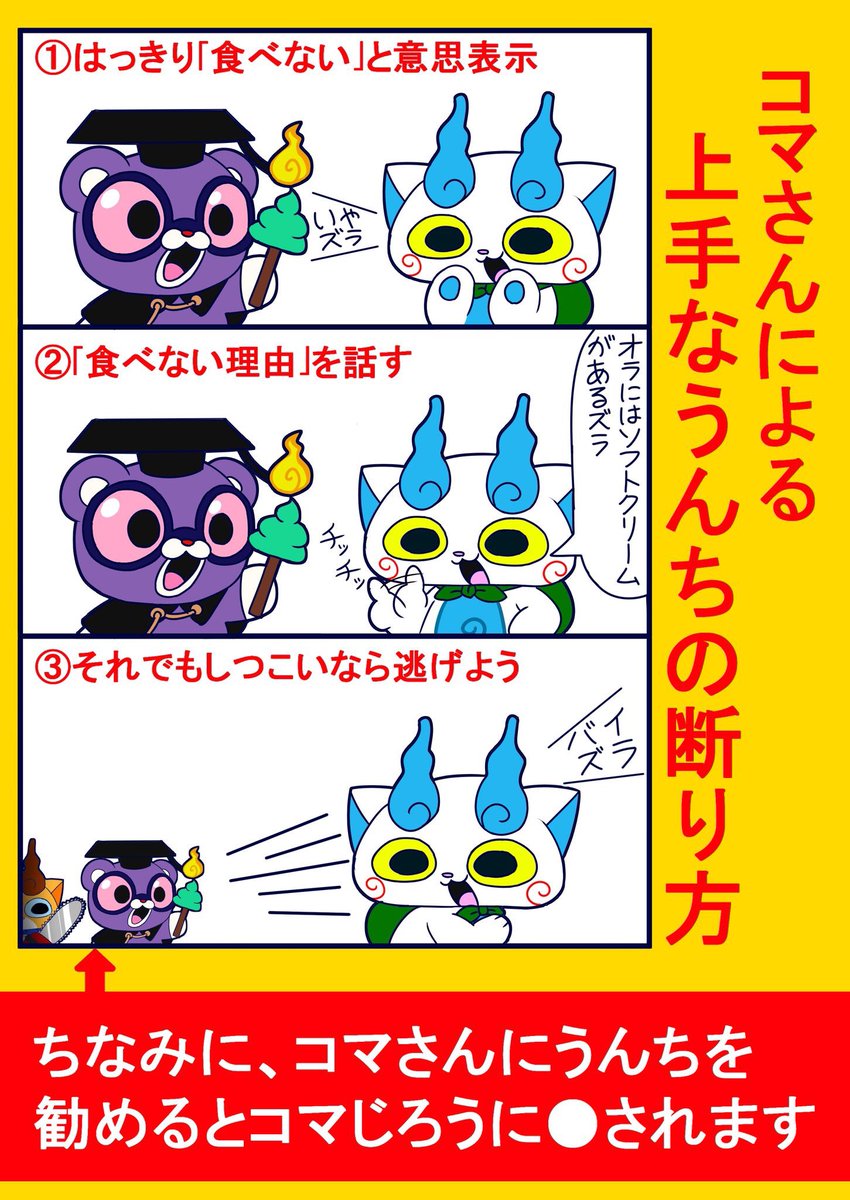 コマさんによる
上手なうんちの断り方
①はっきり「食べない」と意思表示
いや
ズラ
②「食べない理由」を話す
オラにはソフトクリーム
があるズラ
チッ
チッ
③それでもしつこいなら逃げよう
バイ
ズラ
ちなみに、コマさんにうんちを
勧めるとコマじろうに●されます